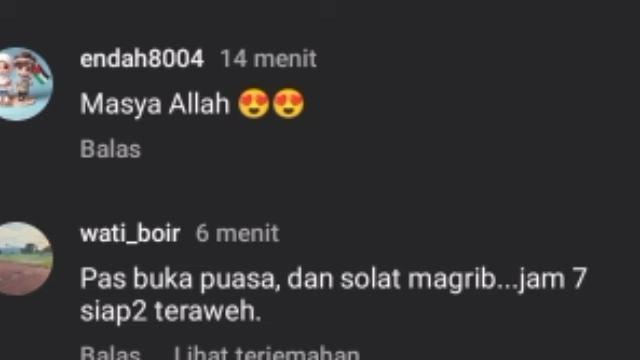 endah8004 14 menit
Masya Allah 😍😍
Balas
wati_boir 6 menit
Pas buka puasa, dan solat magrib...jam 7
siap2 teraweh.
Balas Lihat terjemahan